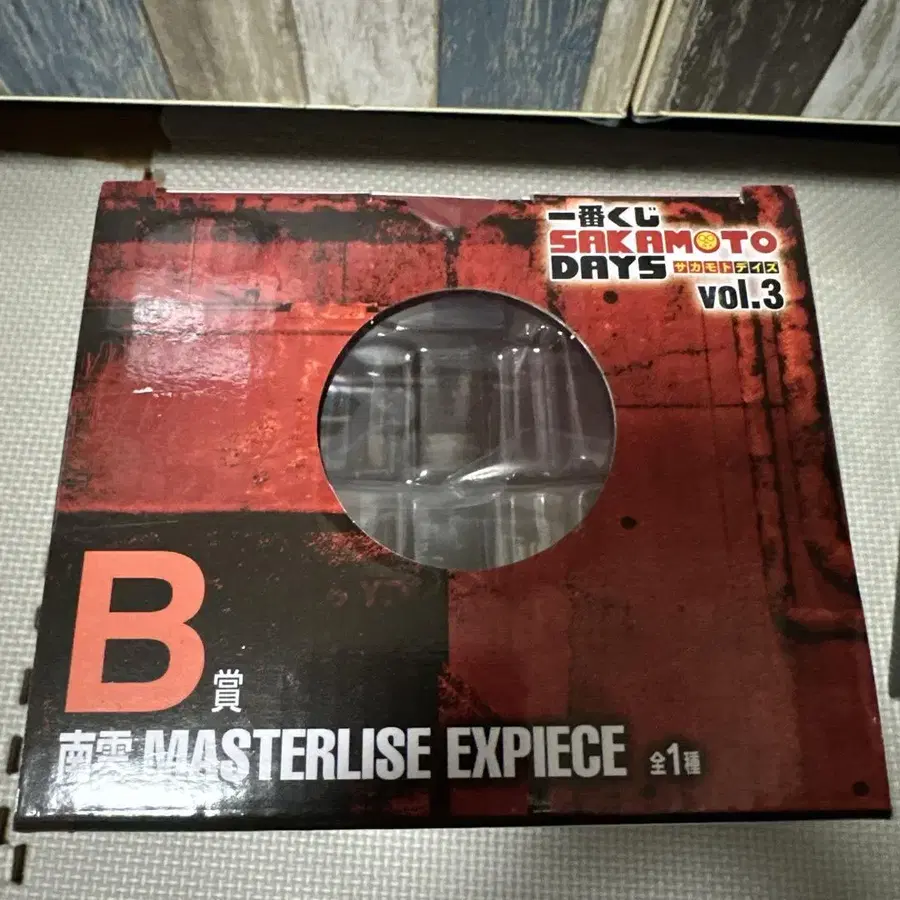 一番くじ
SAKAMOTO
DAYS サカモトデイズ
vol.3
B賞
南雲 MASTERLISE EXPIECE 全1種